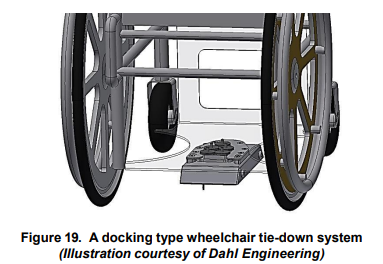 Figure 19.  A docking type wheelchair tie-down system
(Illustration courtesy of Dahl Engineering)